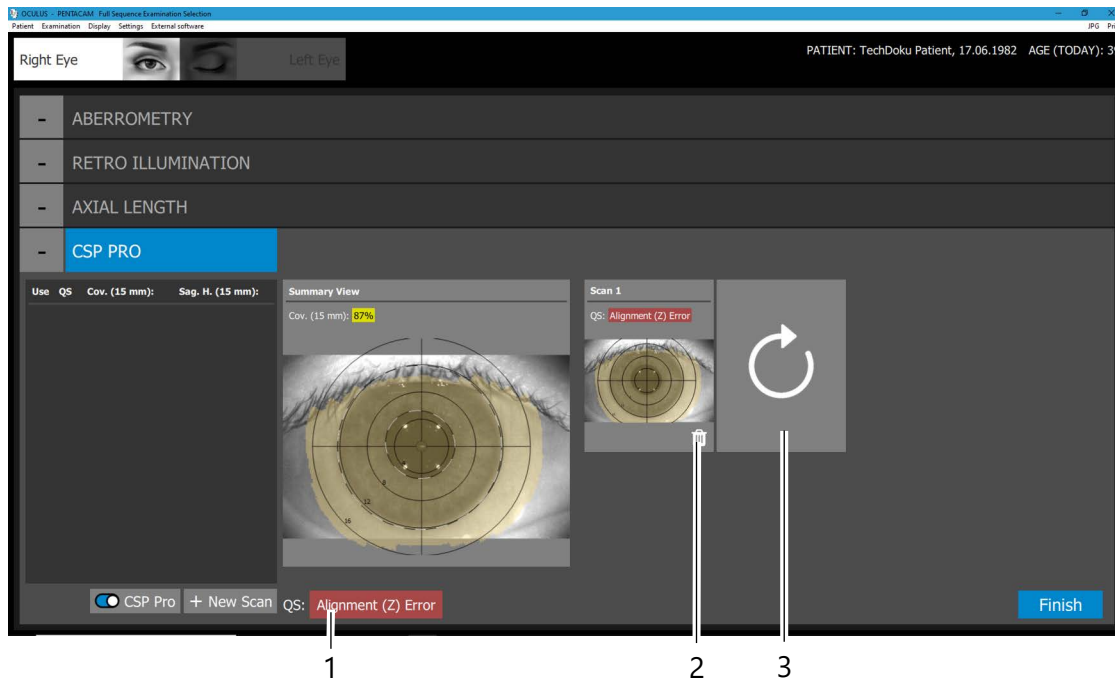 OCULUS - PENTACAM Full Sequence Examination Selection
Patient Examination Display Settings External software JPG
Right Eye Left Eye PATIENT: TechDoku Patient, 17.06.1982 AGE (TODAY):
- ABERROMETRY
- RETRO ILLUMINATION
- AXIAL LENGTH
- CSP PRO
Use QS Cov. (15 mm): Sag. H. (15 mm):
Summary View
Cov. (15 mm): 87%
8
12
16
Scan 1
QS: Alignment (Z) Error
CSP Pro + New Scan QS: Alignment (Z) Error Finish
1 2 3